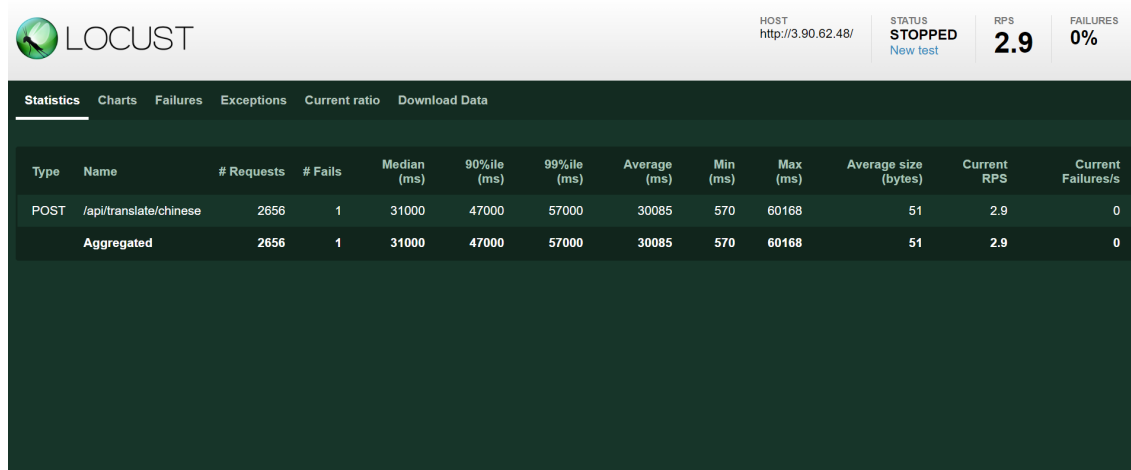 LOCUST
HOST
http://3.90.62.48/
STATUS
STOPPED
New test
RPS
2.9
FAILURES
0%
Statistics Charts Failures Exceptions Current ratio Download Data
Type Name # Requests # Fails Median (ms) 90%ile (ms) 99%ile (ms) Average (ms) Min (ms) Max (ms) Average size (bytes) Current RPS Current Failures/s
POST /api/translate/chinese 2656 1 31000 47000 57000 30085 570 60168 51 2.9 0
Aggregated 2656 1 31000 47000 57000 30085 570 60168 51 2.9 0